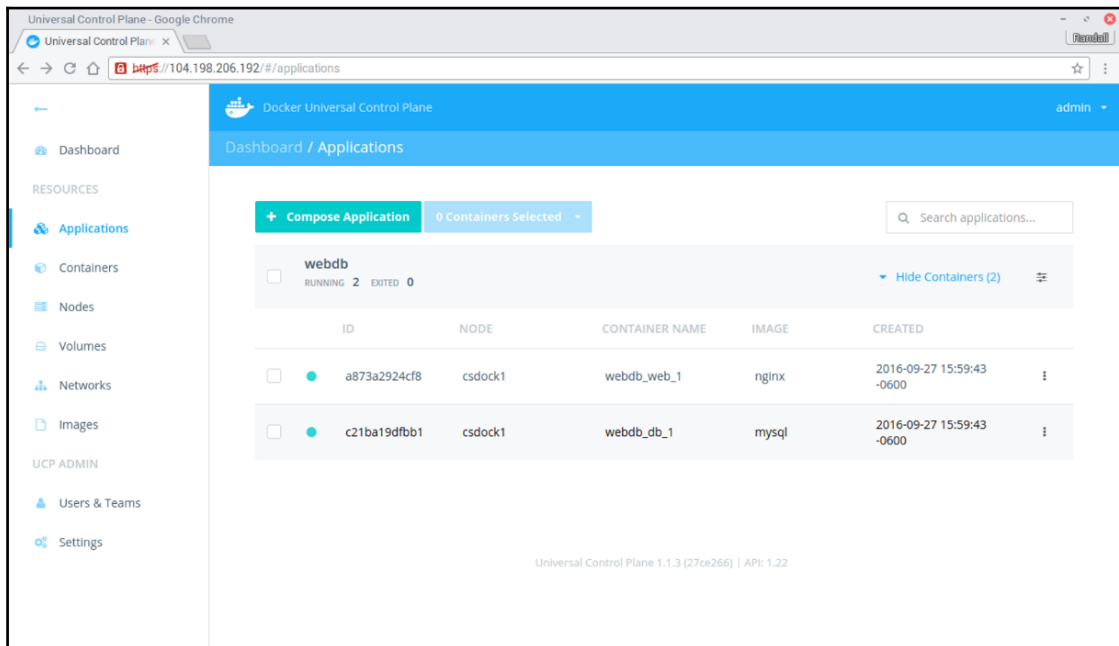 Universal Control Plane - Google Chrome
Universal Control Plane
Randall
https://104.198.206.192/#/applications
Docker Universal Control Plane
admin
Dashboard
Dashboard / Applications
RESOURCES
Applications
Containers
Nodes
Volumes
Networks
Images
UCP ADMIN
Users & Teams
Settings
+ Compose Application
0 Containers Selected
Search applications...
webdb
RUNNING 2 EXITED 0
Hide Containers (2)
ID NODE CONTAINER NAME IMAGE CREATED
a873a2924cf8 csdock1 webdb_web_1 nginx 2016-09-27 15:59:43
-0600
c21ba19dfbb1 csdock1 webdb_db_1 mysql 2016-09-27 15:59:43
-0600
Universal Control Plane 1.1.3 (27ce266) | API: 1.22